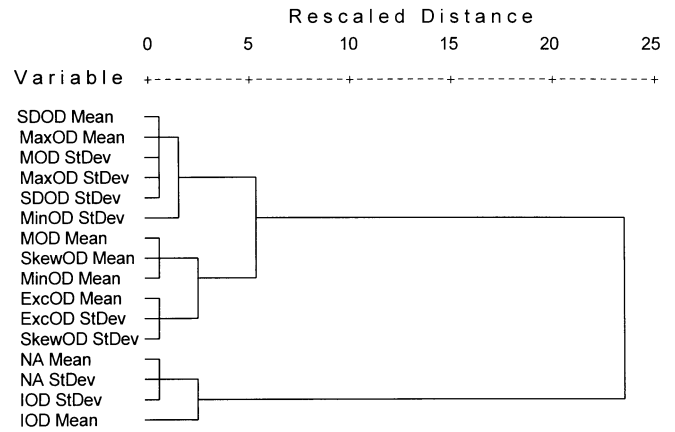 Rescaled Distance
0 5 10 15 20 25
Variable
SDOD Mean
MaxOD Mean
MOD StDev
MaxOD StDev
SDOD StDev
MinOD StDev
MOD Mean
SkewOD Mean
MinOD Mean
ExcOD Mean
ExcOD StDev
SkewOD StDev
NA Mean
NA StDev
IOD StDev
IOD Mean